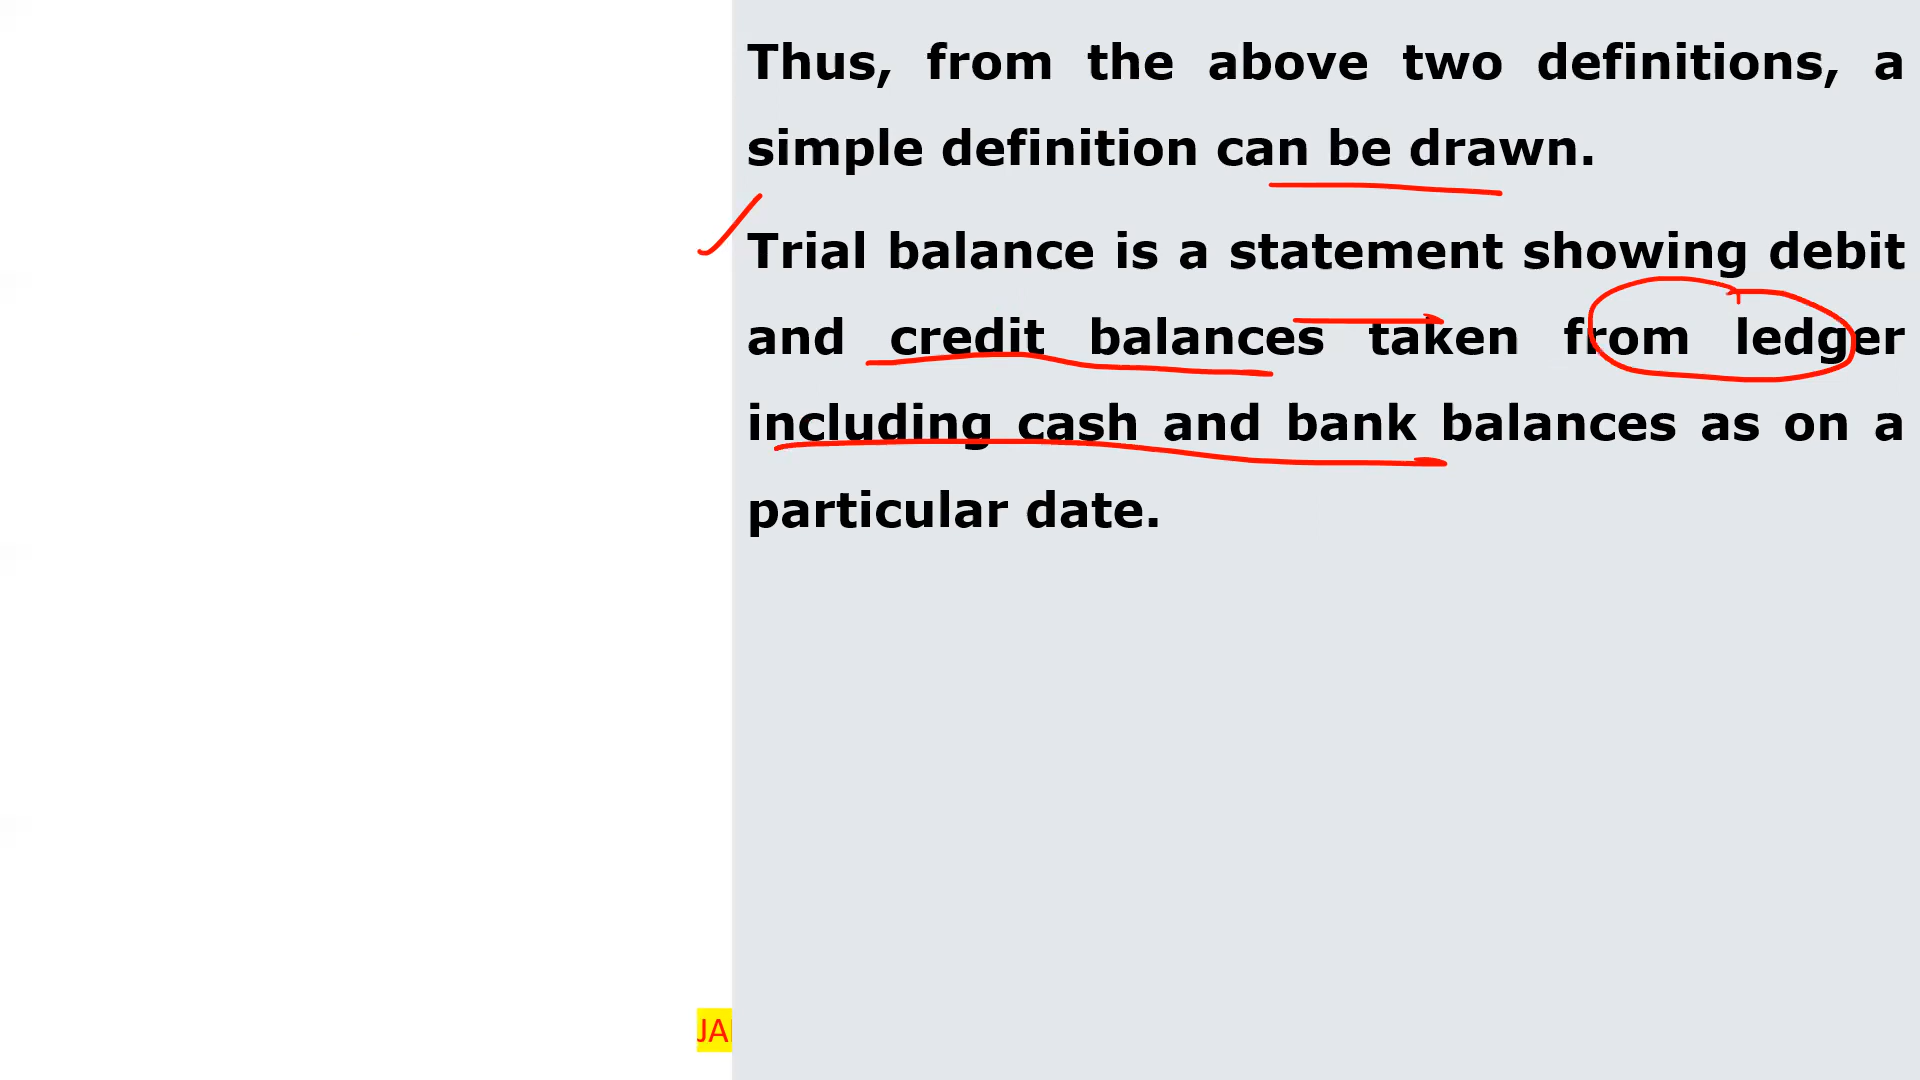 Thus, from the above two definitions, a
simple definition can be drawn.
Trial balance is a statement showing debit
and credit balances taken from ledger
including cash and bank balances as on a
particular date.